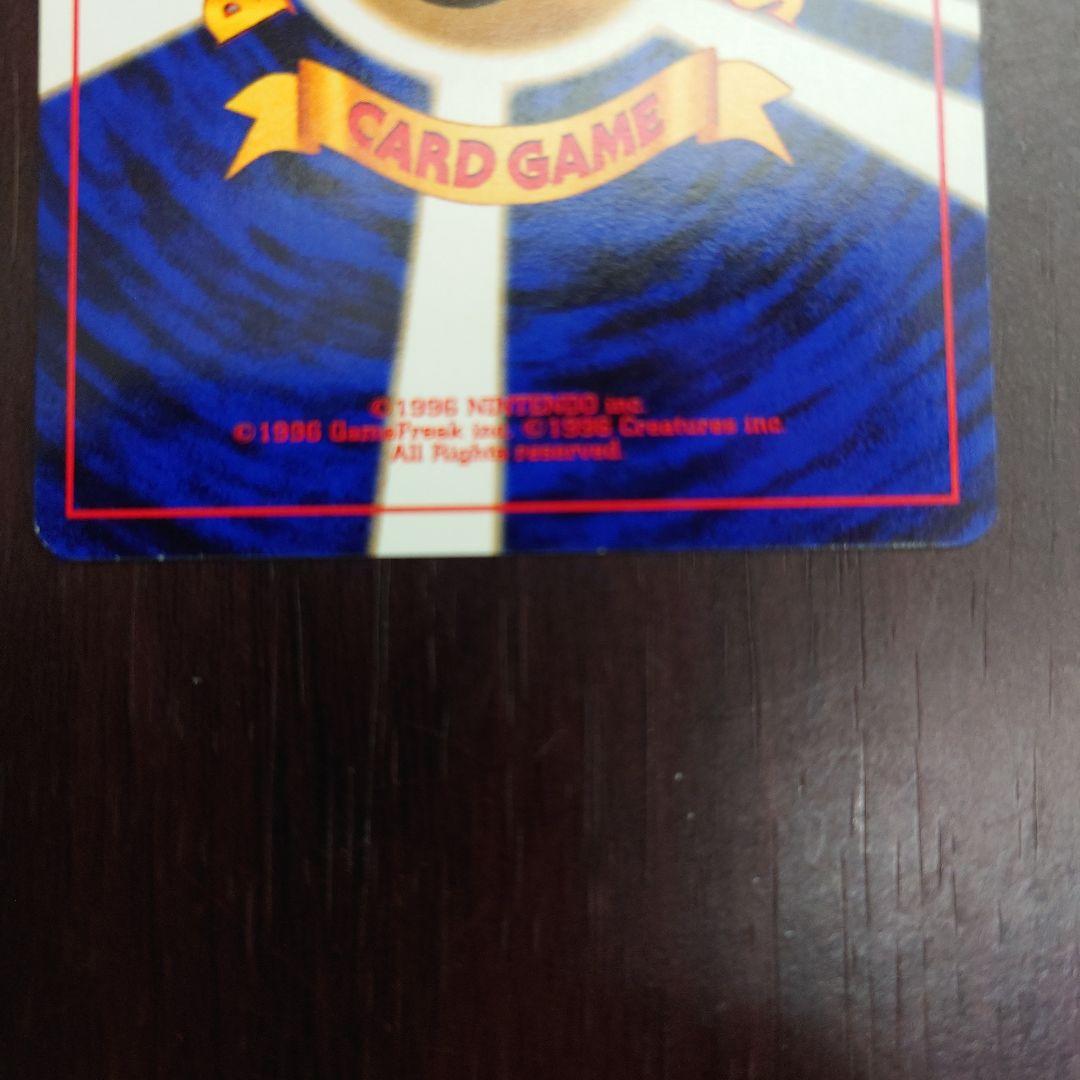 CARD GAME
©1996 NINTENDO inc.
©1996 GameFreak inc. ©1996 Creatures inc.
All Rights reserved.